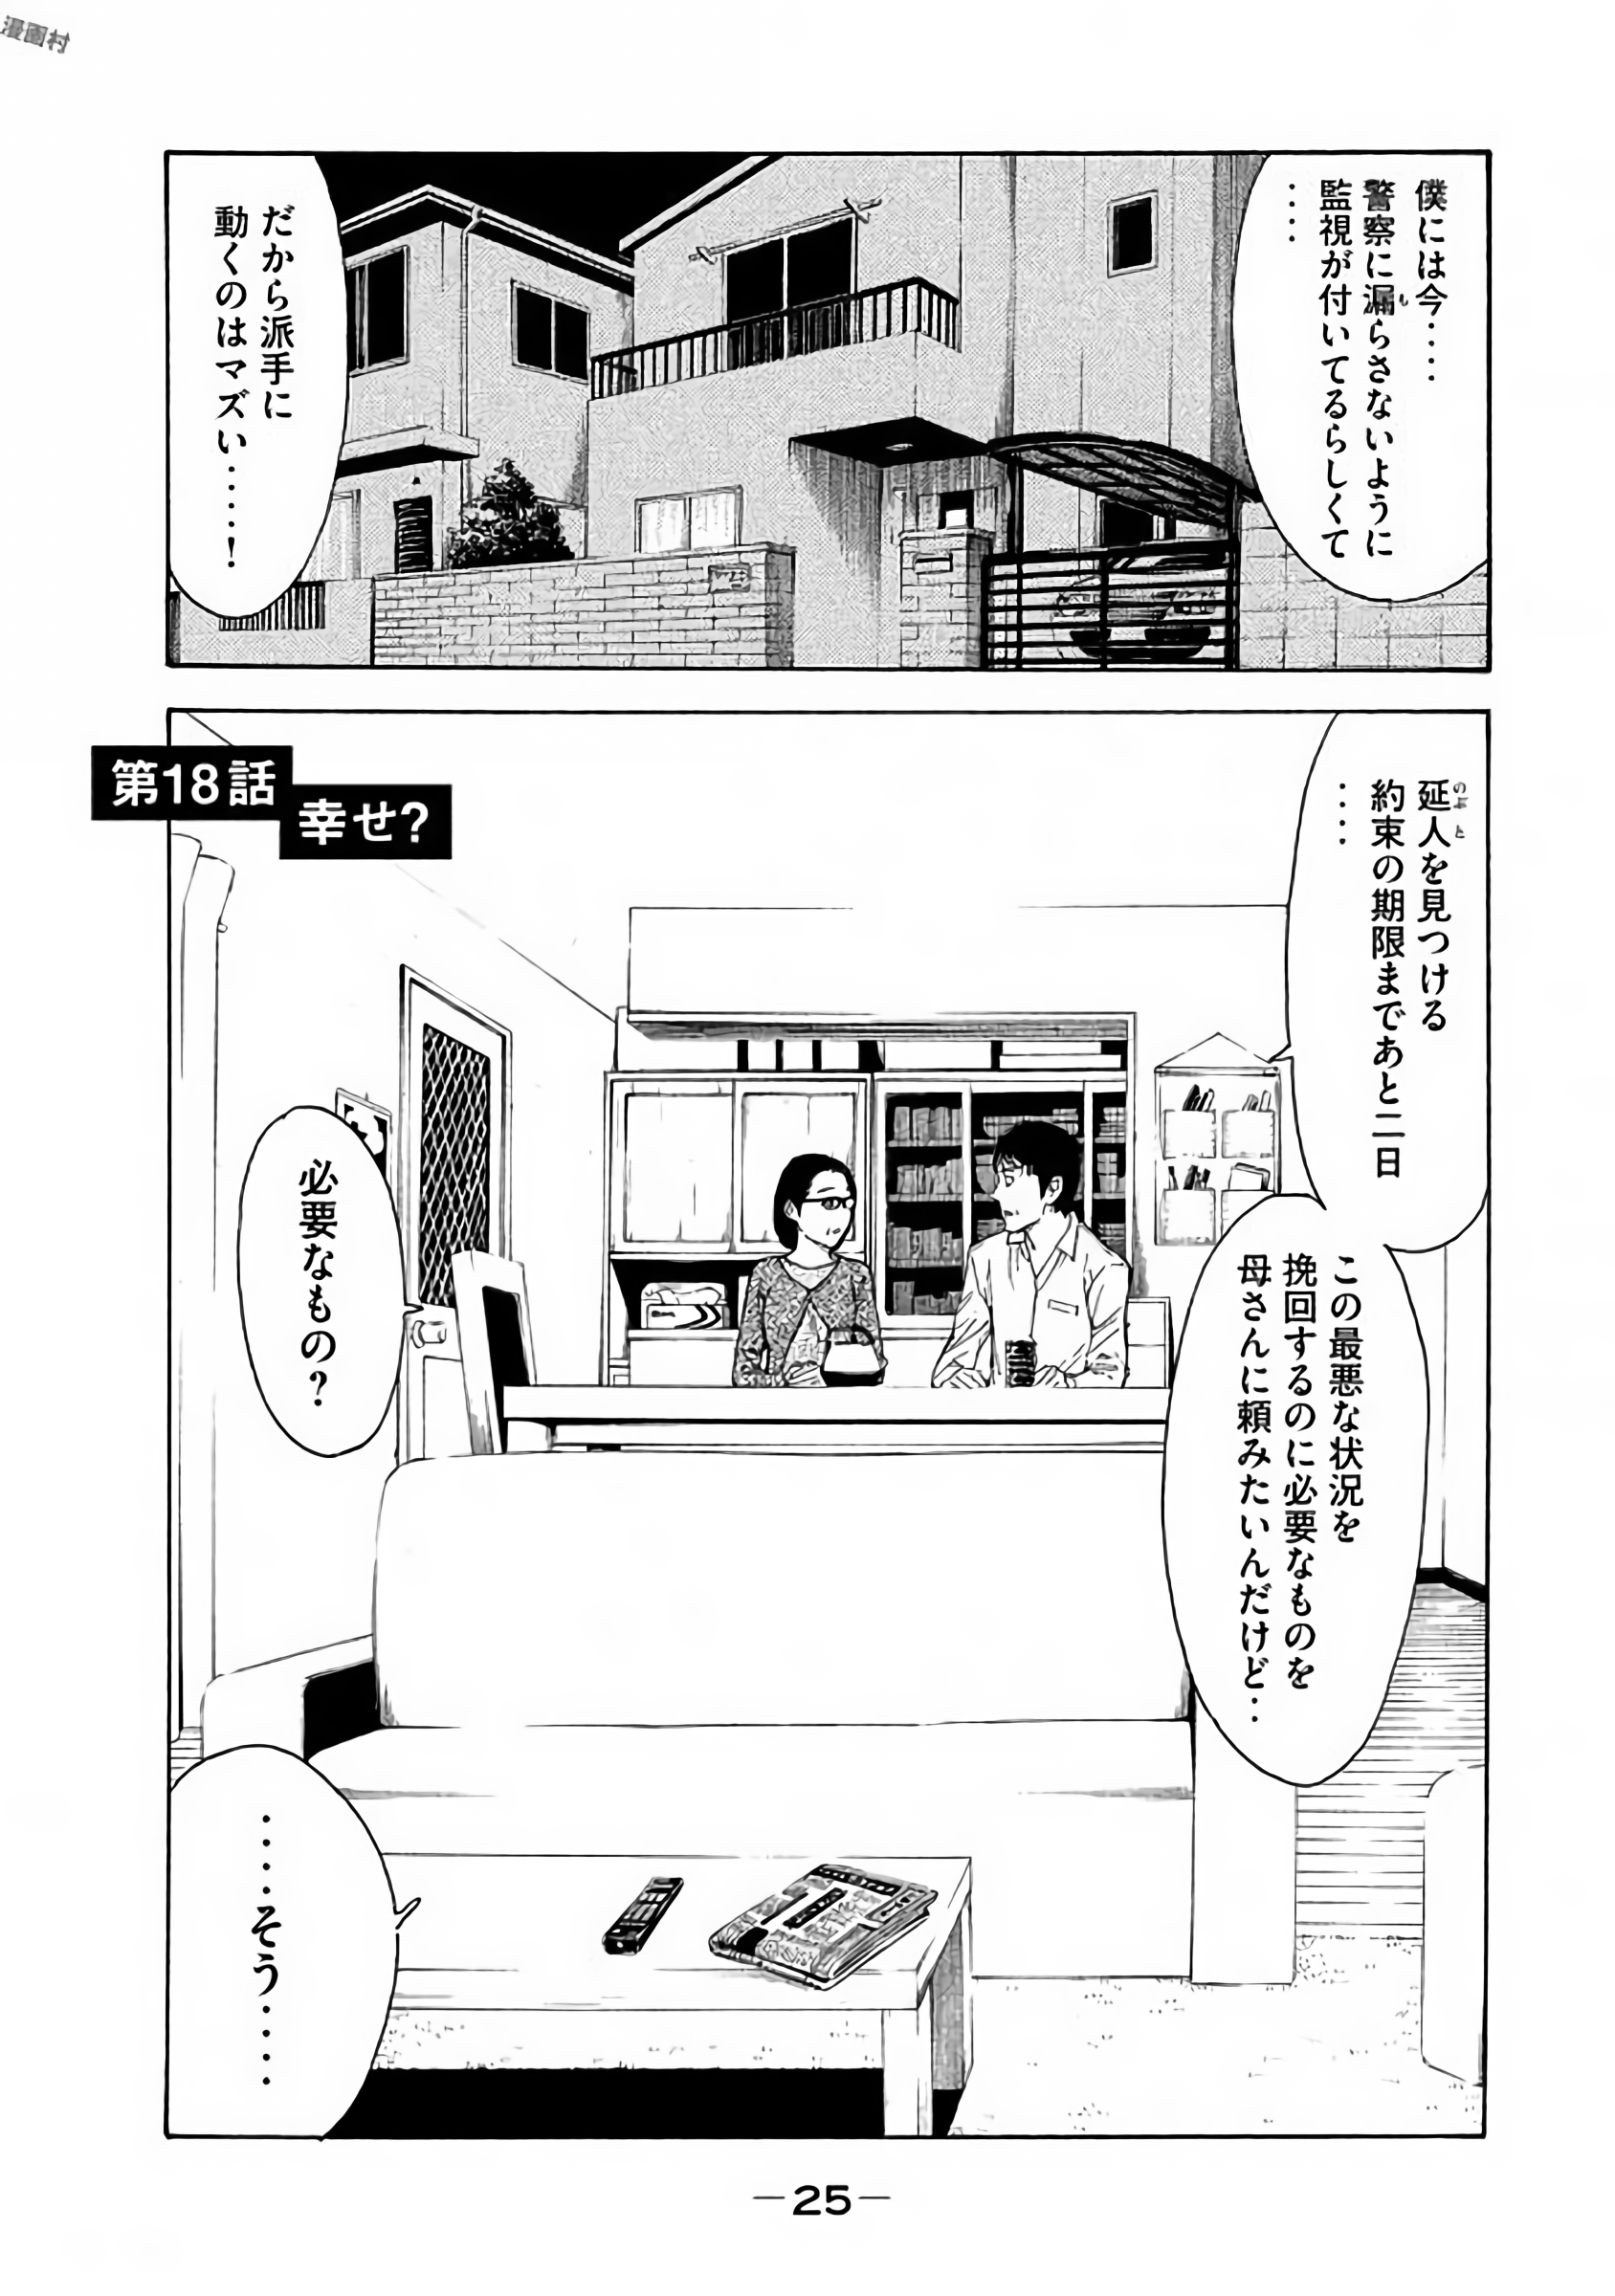 漫画村
僕には今‥‥
警察に漏らさないように
監視が付いてるらしくて
‥‥
だから派手に
動くのはマズい‥‥‥!
第18話
幸せ?
延人を見つける
約束の期限まであと二日
‥‥
この最悪な状況を
挽回するのに必要なものを
母さんに頼みたいんだけど‥
必要なもの?
‥‥‥そう‥‥‥
—25—